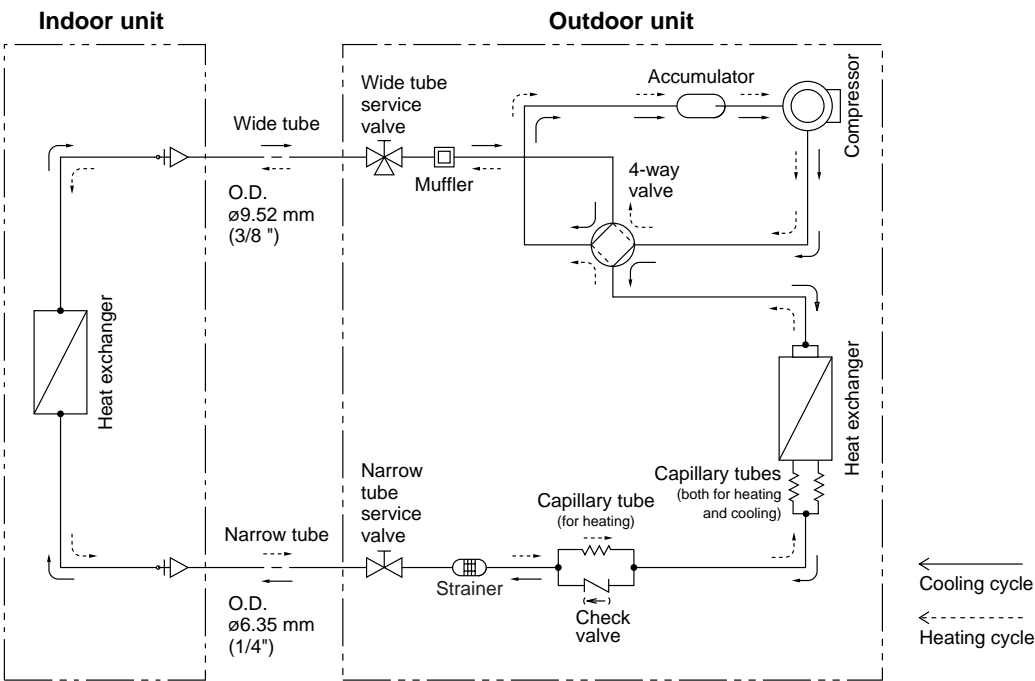 Indoor unit
Outdoor unit
Wide tube
service
valve
Accumulator
Compressor
Wide tube
Muffler
4-way
valve
O.D.
ø9.52 mm
(3/8 ")
Heat exchanger
Heat exchanger
Capillary tubes
(both for heating
and cooling)
Narrow
tube
service
valve
Capillary tube
(for heating)
Narrow tube
Strainer
Check
valve
O.D.
ø6.35 mm
(1/4")
Cooling cycle
Heating cycle